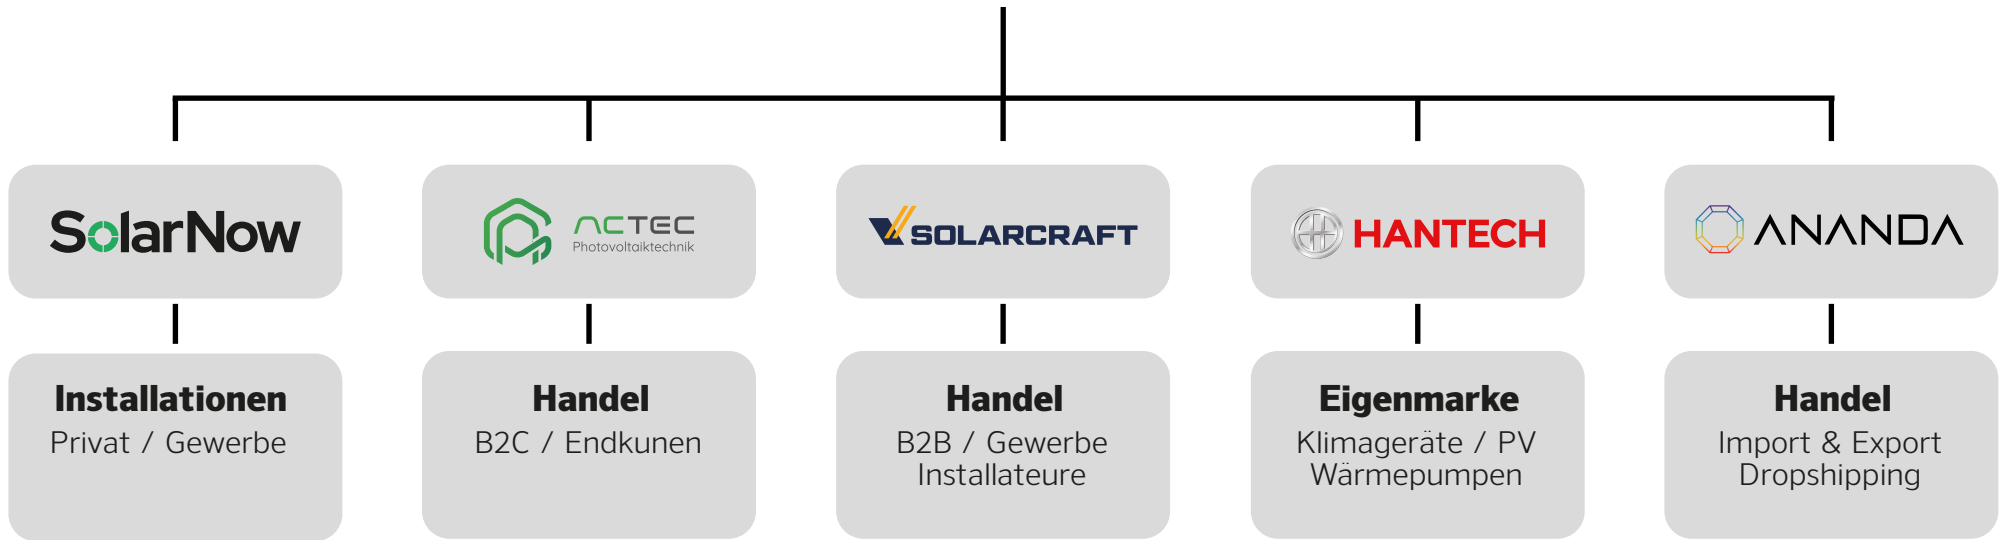 SolarNow
ACTEC
Photovoltaiktechnik
SOLARCRAFT
HANTECH
ANANDA
Installationen
Privat / Gewerbe
Handel
B2C / Endkunen
Handel
B2B / Gewerbe
Installateure
Eigenmarke
Klimageräte / PV
Wärmepumpen
Handel
Import & Export
Dropshipping